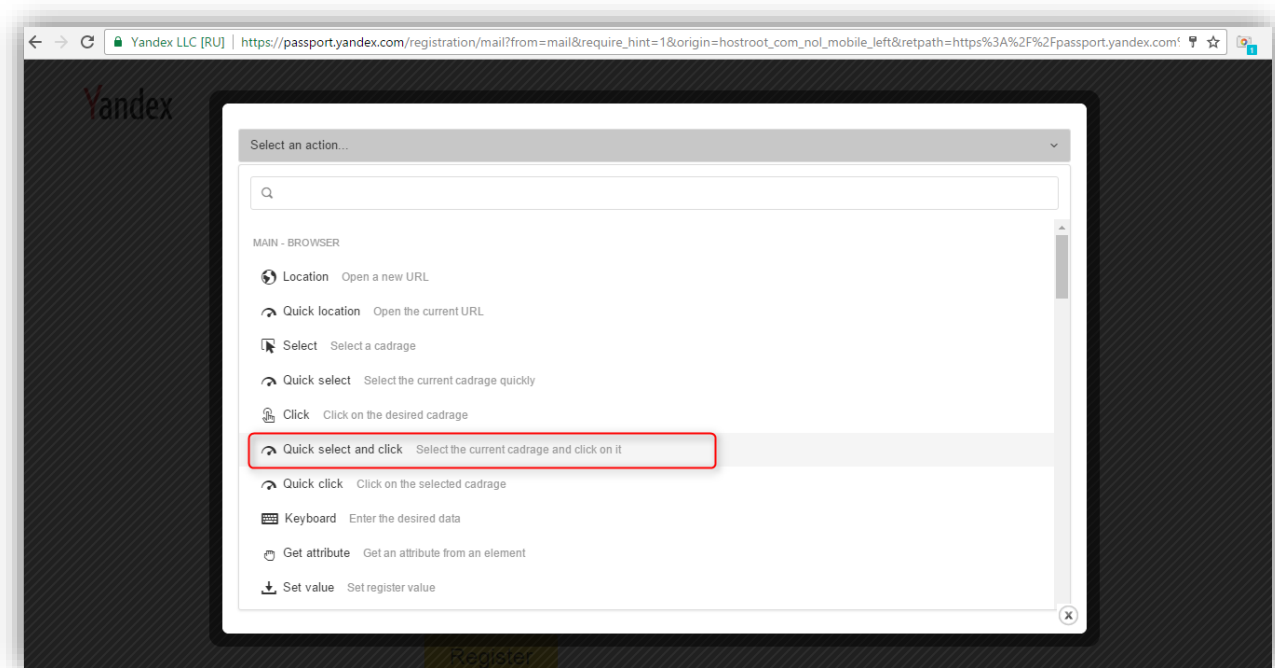 Yandex LLC [RU] | https://passport.yandex.com/registration/mail?from=mail&require_hint=1&origin=hostroot_com_nol_mobile_left&retpath=https%3A%2F%2Fpassport.yandex.com%
1
Yandex
Select an action...
MAIN - BROWSER
Location Open a new URL
Quick location Open the current URL
Select Select a cadrage
Quick select Select the current cadrage quickly
Click Click on the desired cadrage
Quick select and click Select the current cadrage and click on it
Quick click Click on the selected cadrage
Keyboard Enter the desired data
Get attribute Get an attribute from an element
Set value Set register value
x
Register